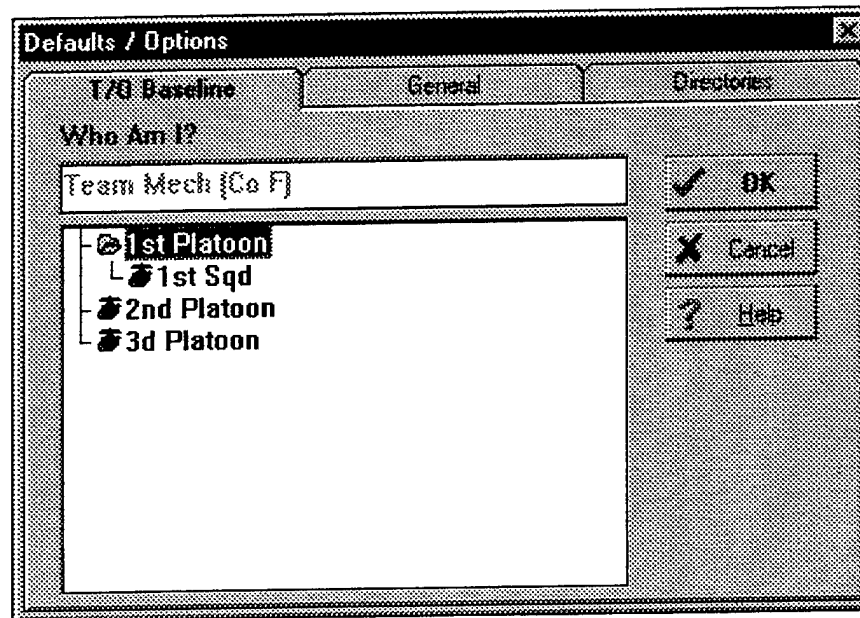 Defaults / Options
T/O Baseline General Directories
Who Am I?
Team Mech (Co F)
OK
1st Platoon
Cancel
1st Sqd
2nd Platoon
Help
3d Platoon